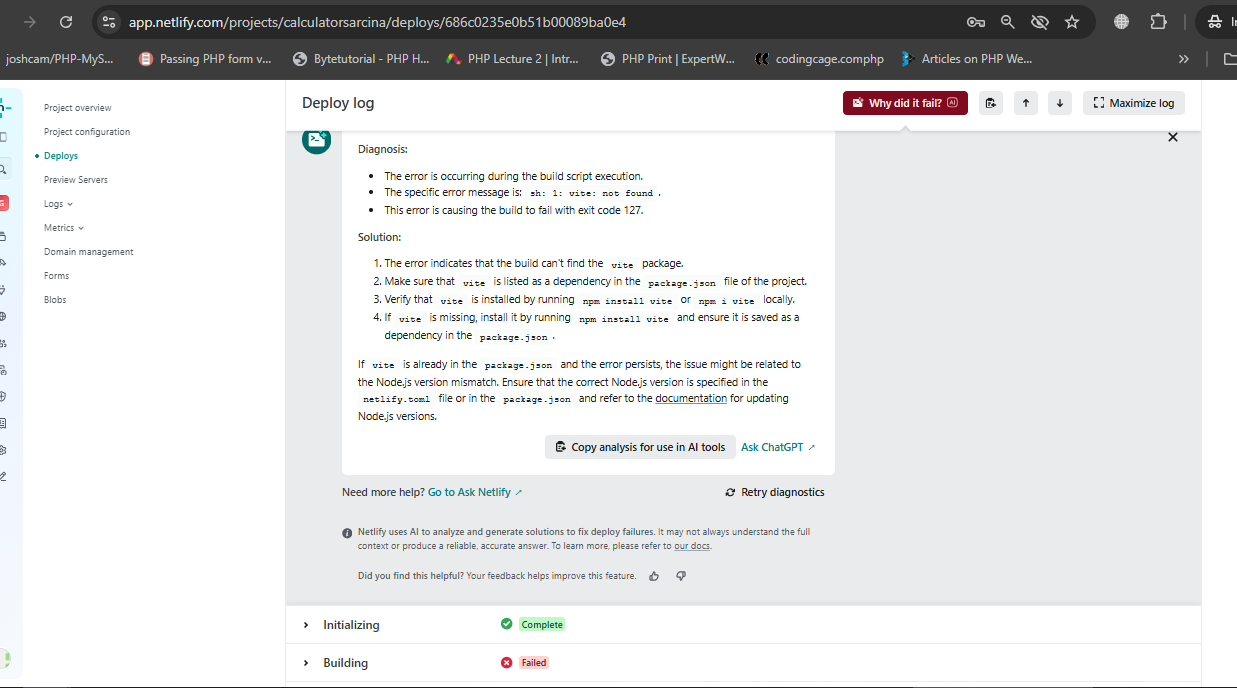 app.netlify.com/projects/calculatorsarcina/deploys/686c0235e0b51b00089ba0e4
joshcam/PHP-MyS...
Passing PHP form v...
Bytetutorial - PHP H...
PHP Lecture 2 | Intr...
PHP Print | ExpertW...
codingcage.comphp
Articles on PHP We...
Project overview
Project configuration
Deploys
Preview Servers
Logs
Metrics
Domain management
Forms
Blobs
Deploy log
Why did it fail? AI
Maximize log
Diagnosis:
• The error is occurring during the build script execution.
• The specific error message is: sh: 1: vite: not found .
• This error is causing the build to fail with exit code 127.
Solution:
1. The error indicates that the build can't find the vite package.
2. Make sure that vite is listed as a dependency in the package.json file of the project.
3. Verify that vite is installed by running npm install vite or npm i vite locally.
4. If vite is missing, install it by running npm install vite and ensure it is saved as a
dependency in the package.json .
If vite is already in the package.json and the error persists, the issue might be related to
the Node.js version mismatch. Ensure that the correct Node.js version is specified in the
netlify.toml file or in the package.json and refer to the documentation for updating
Node.js versions.
Copy analysis for use in AI tools
Ask ChatGPT
Need more help? Go to Ask Netlify
Retry diagnostics
Netlify uses AI to analyze and generate solutions to fix deploy failures. It may not always understand the full
context or produce a reliable, accurate answer. To learn more, please refer to our docs.
Did you find this helpful? Your feedback helps improve this feature.
Initializing
Complete
Building
Failed